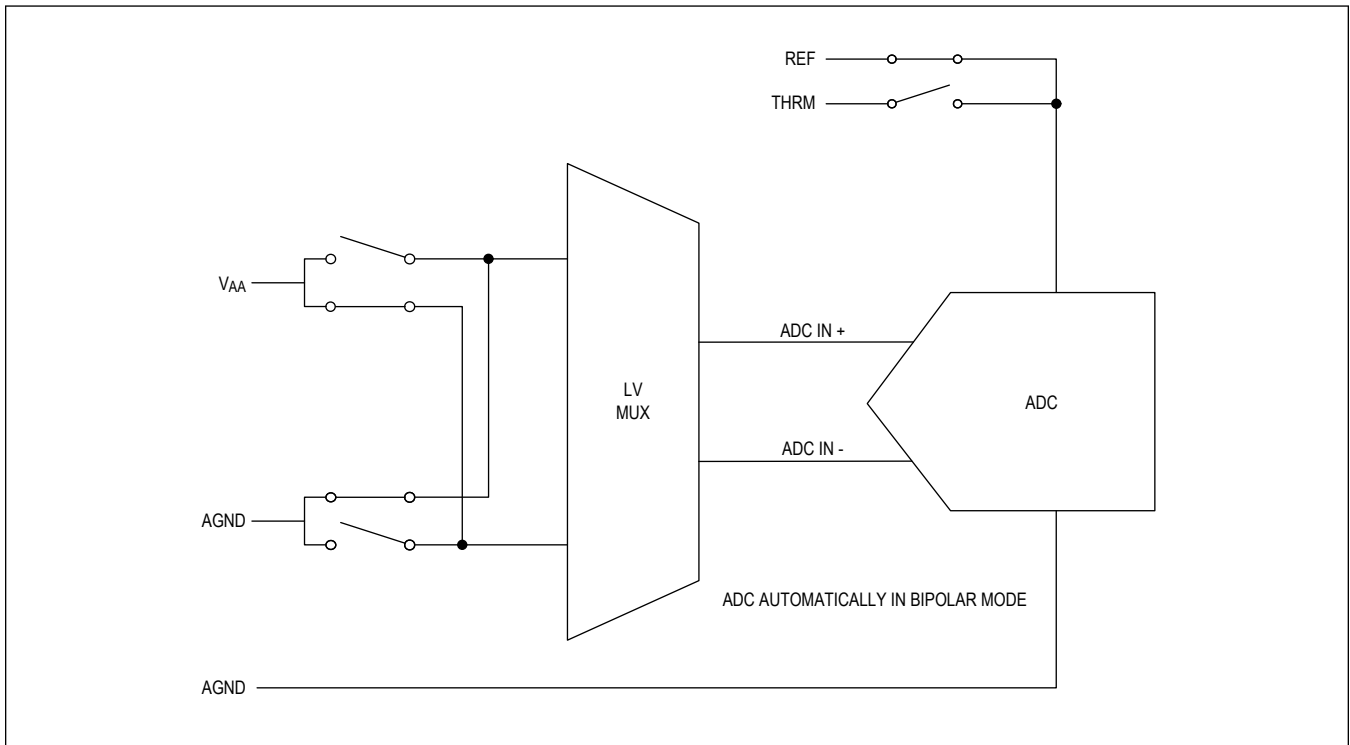 REF
THRM
VAA
ADC IN +
LV
MUX
ADC
ADC IN -
AGND
ADC AUTOMATICALLY IN BIPOLAR MODE
AGND